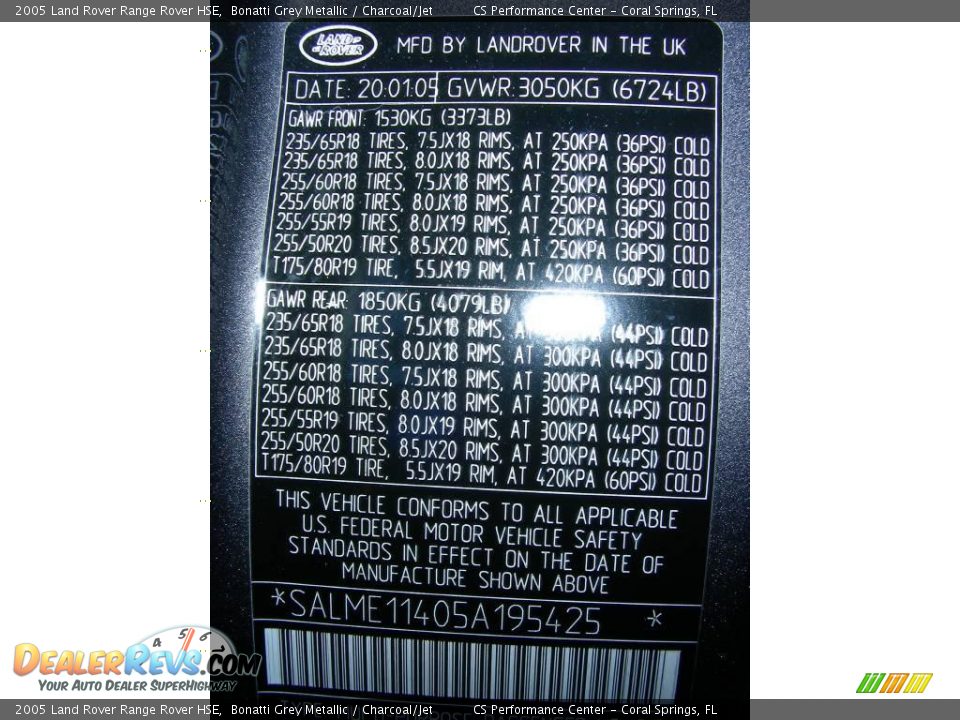 2005 Land Rover Range Rover HSE, Bonatti Grey Metallic / Charcoal/Jet CS Performance Center - Coral Springs, FL
LAND ROVER MFD BY LANDROVER IN THE UK
DATE: 20:01:05 GVWR:3050KG (6724LB)
GAWR FRONT: 1530KG (3373LB)
235/65R18 TIRES, 7.5JX18 RIMS, AT 250KPA (36PSI) COLD
235/65R18 TIRES, 8.0JX18 RIMS, AT 250KPA (36PSI) COLD
255/60R18 TIRES, 7.5JX18 RIMS, AT 250KPA (36PSI) COLD
255/60R18 TIRES, 8.0JX18 RIMS, AT 250KPA (36PSI) COLD
255/55R19 TIRES, 8.0JX19 RIMS, AT 250KPA (36PSI) COLD
255/50R20 TIRES, 8.5JX20 RIMS, AT 250KPA (36PSI) COLD
T175/80R19 TIRE, 5.5JX19 RIM, AT 420KPA (60PSI) COLD
GAWR REAR: 1850KG (4079LB)
235/65R18 TIRES, 7.5JX18 RIMS, (44PSI) COLD
235/65R18 TIRES, 8.0JX18 RIMS, AT 300KPA (44PSI) COLD
255/60R18 TIRES, 7.5JX18 RIMS, AT 300KPA (44PSI) COLD
255/60R18 TIRES, 8.0JX18 RIMS, AT 300KPA (44PSI) COLD
255/55R19 TIRES, 8.0JX19 RIMS, AT 300KPA (44PSI) COLD
255/50R20 TIRES, 8.5JX20 RIMS, AT 300KPA (44PSI) COLD
T175/80R19 TIRE, 5.5JX19 RIM, AT 420KPA (60PSI) COLD
THIS VEHICLE CONFORMS TO ALL APPLICABLE
U.S. FEDERAL MOTOR VEHICLE SAFETY
STANDARDS IN EFFECT ON THE DATE OF
MANUFACTURE SHOWN ABOVE
*SALME11405A195425 *
4 5 6
DEALERREVS.COM
YOUR AUTO DEALER SUPERHIGHWAY
2005 Land Rover Range Rover HSE, Bonatti Grey Metallic / Charcoal/Jet CS Performance Center - Coral Springs, FL